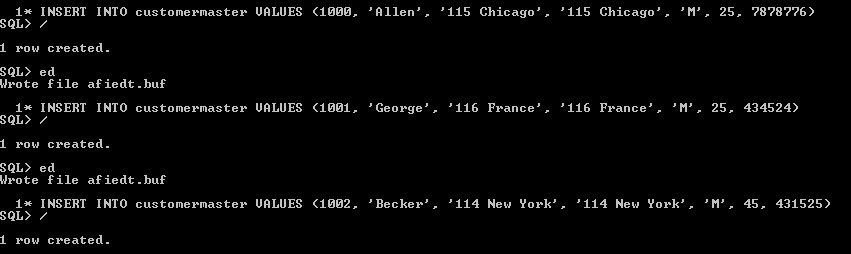 1* INSERT INTO customermaster VALUES (1000, 'Allen', '115 Chicago', '115 Chicago', 'M', 25, 7878776)
SQL> /
1 row created.
SQL> ed
Wrote file afiedt.buf
1* INSERT INTO customermaster VALUES (1001, 'George', '116 France', '116 France', 'M', 25, 434524)
SQL> /
1 row created.
SQL> ed
Wrote file afiedt.buf
1* INSERT INTO customermaster VALUES (1002, 'Becker', '114 New York', '114 New York', 'M', 45, 431525)
SQL> /
1 row created.